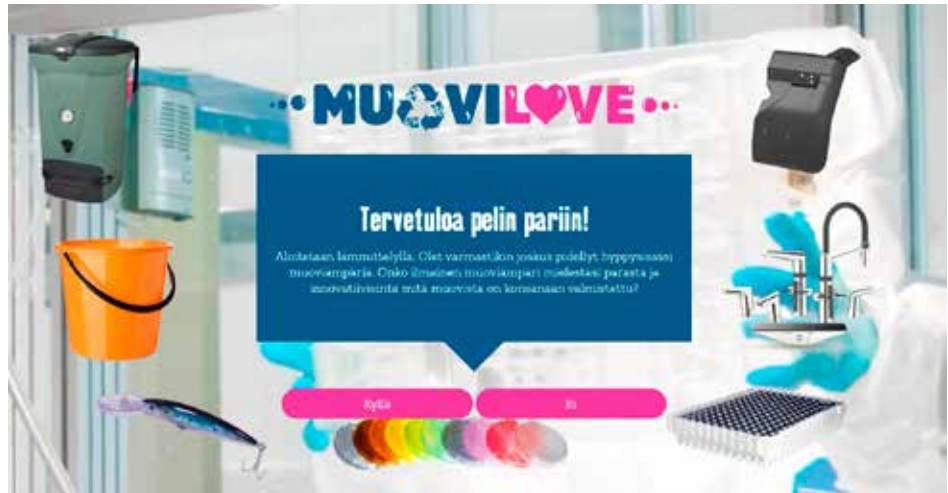 MUOVILOVE
Tervetuloa pelin pariin!
Aloitetaan lämmittelyllä. Olet varmastikin joskus pidellyt hyppysissäsi
muoviämpäriä. Onko ilmainen muoviämpäri mielestäsi parasta ja
innovatiivisinta mitä muovista on koskaan valmistettu?
Kyllä
Ei